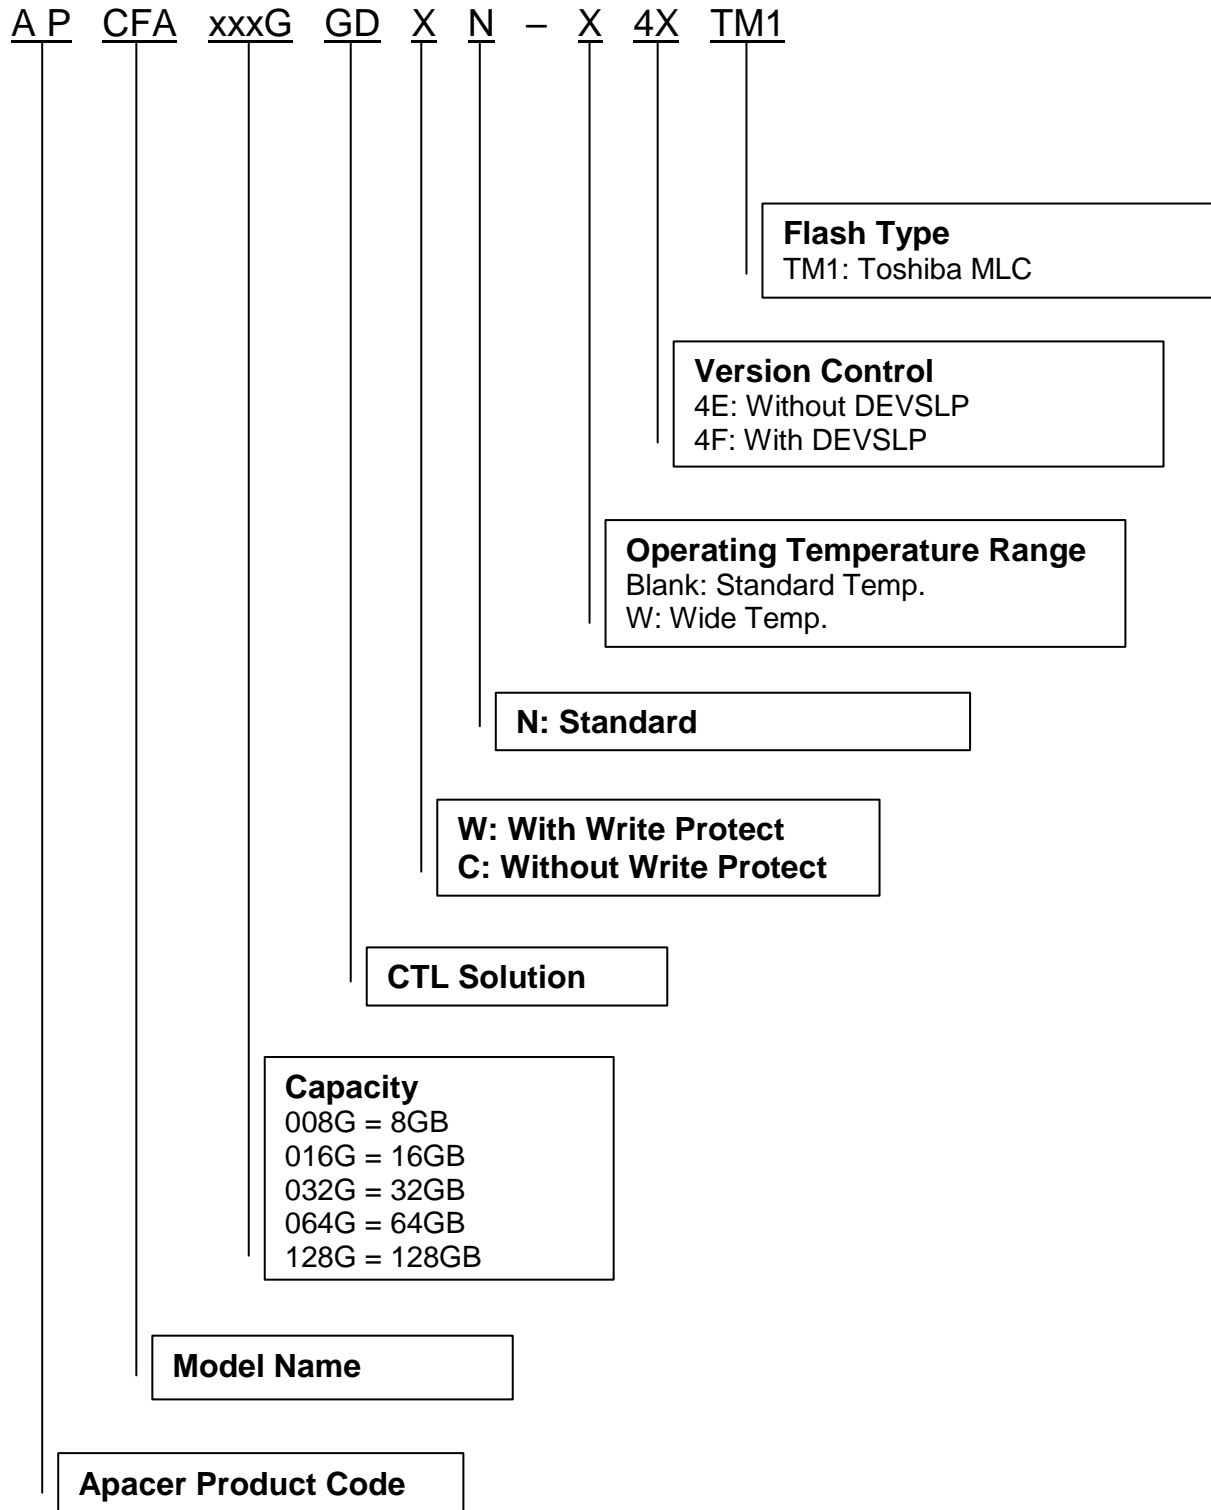 A P CFA xxxG GD X N – X 4X TM1
Flash Type
TM1: Toshiba MLC
Version Control
4E: Without DEVSLP
4F: With DEVSLP
Operating Temperature Range
Blank: Standard Temp.
W: Wide Temp.
N: Standard
W: With Write Protect
C: Without Write Protect
CTL Solution
Capacity
008G = 8GB
016G = 16GB
032G = 32GB
064G = 64GB
128G = 128GB
Model Name
Apacer Product Code